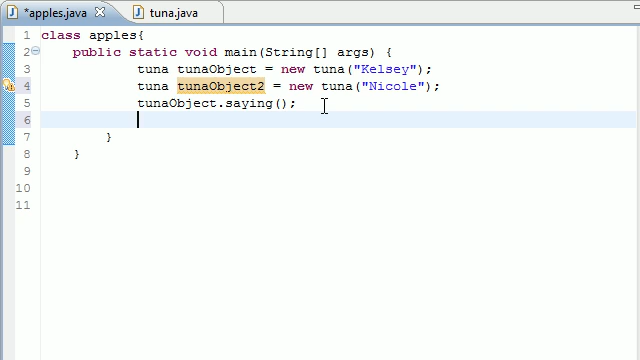 *apples.java tuna.java
1 class apples{
2 public static void main(String[] args) {
3 tuna tunaObject = new tuna("Kelsey");
4 tuna tunaObject2 = new tuna("Nicole");
5 tunaObject.saying();
6
7 }
8 }
9
10
11